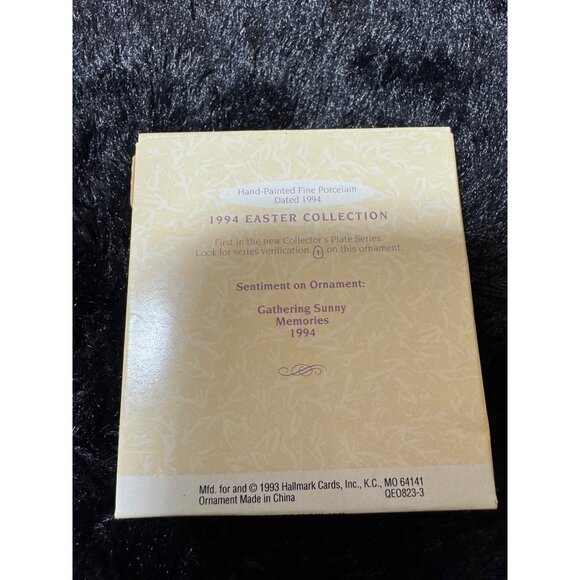 Hand-Painted Fine Porcelain
Dated 1994
1994 EASTER COLLECTION
First in the new Collector's Plate Series.
Look for series verification 1 on this ornament.
Sentiment on Ornament:
Gathering Sunny
Memories
1994
Mfd. for and © 1993 Hallmark Cards, Inc., K.C., MO 64141
Ornament Made in China QEO823-3